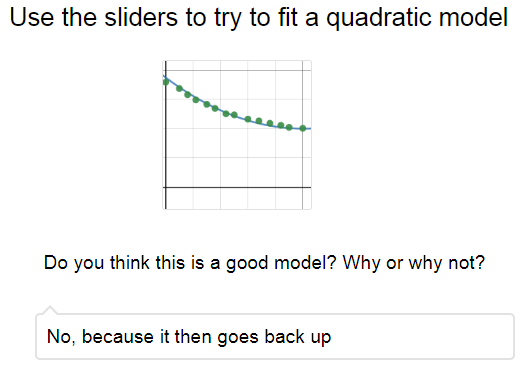 Use the sliders to try to fit a quadratic model
Do you think this is a good model? Why or why not?
No, because it then goes back up